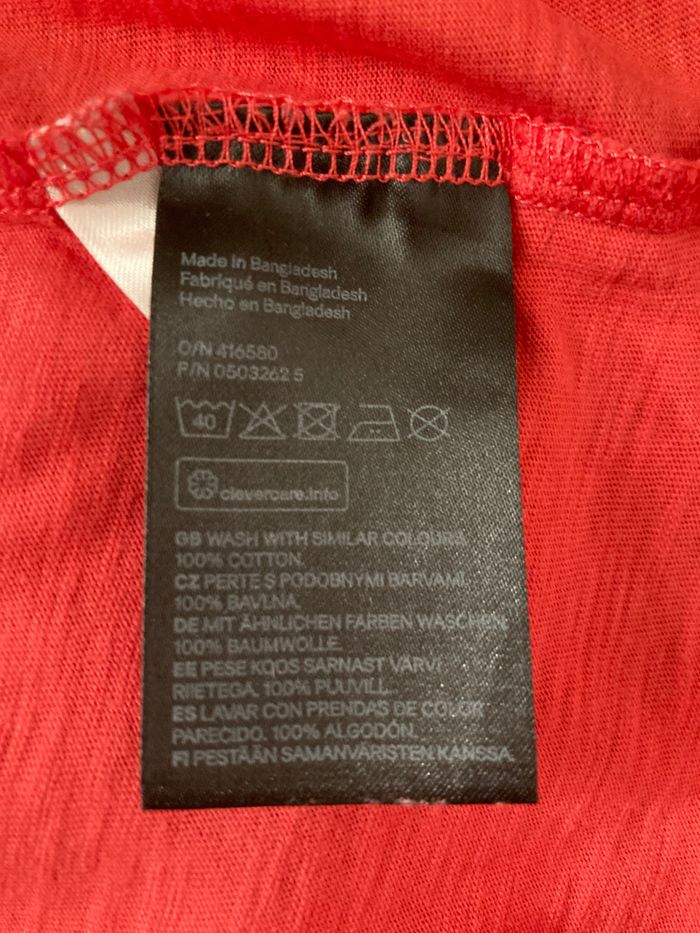 Made in Bangladesh
Fabriqué en Bangladesh
Hecho en Bangladesh
O/N 416580
P/N 0503262 5
40
clevercare.info
GB WASH WITH SIMILAR COLOURS.
100% COTTON.
CZ PERTE S PODOBNYMI BARVAMI.
100% BAVLNA
DE MIT ÄHNLICHEN FARBEN WASCHEN.
100% BAUMWOLLE.
EE PESE KOOS SARNAST VÄRVI
RIIETEGA. 100% PUUVILL.
ES LAVAR CON PRENDAS DE COLOR
PARECIDO. 100% ALGODÓN.
FI PESTÄÄN SAMANVÄRISTEN KANSSA.